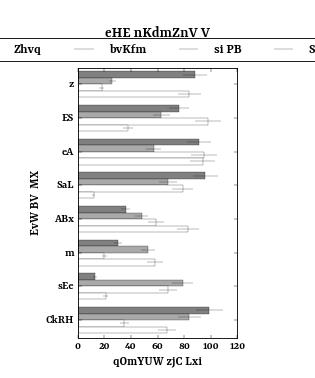 eHE nKdmZnV V
Zhvq bvKfm si PB S
z
ES
eA
SaL
ABx
m
sEc
CkRH
EvW BV MX
0 20 40 60 80 100 120
qOmYUW zjC Lxi